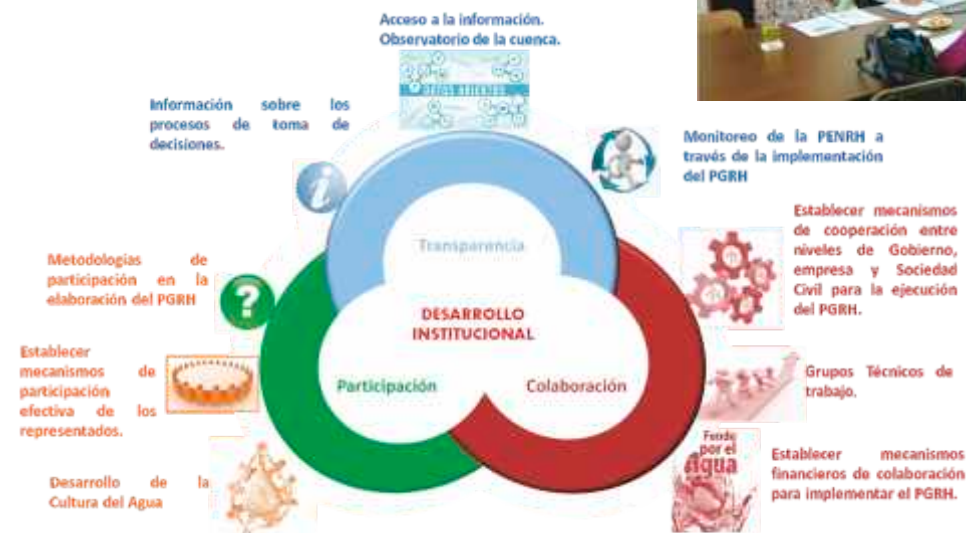 Acceso a la información.
Observatorio de la cuenca.
DATOS ABIERTOS
Información sobre los
procesos de toma de
decisiones.
Monitoreo de la PENRH a
través de la implementación
del PGRH
Transparencia
Establecer mecanismos
de cooperación entre
niveles de Gobierno,
empresa y Sociedad
Civil para la ejecución
del PGRH.
Metodologías de
participación en la
elaboración del PGRH
?
DESARROLLO
INSTITUCIONAL
Establecer
mecanismos de
participación
efectiva de los
representados.
Participación
Colaboración
Grupos Técnicos de
trabajo.
Desarrollo de la
Cultura del Agua
Fondo
por el
Agua
Establecer mecanismos
financieros de colaboración
para implementar el PGRH.